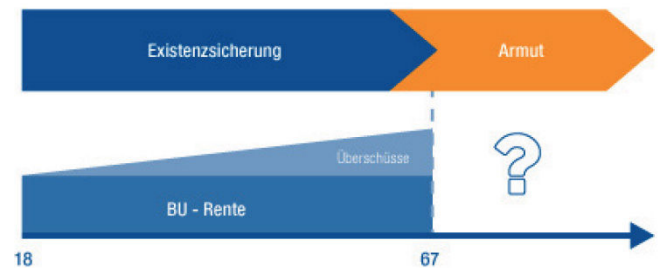 Existenzsicherung
Armut
Überschüsse
?
BU - Rente
18
67